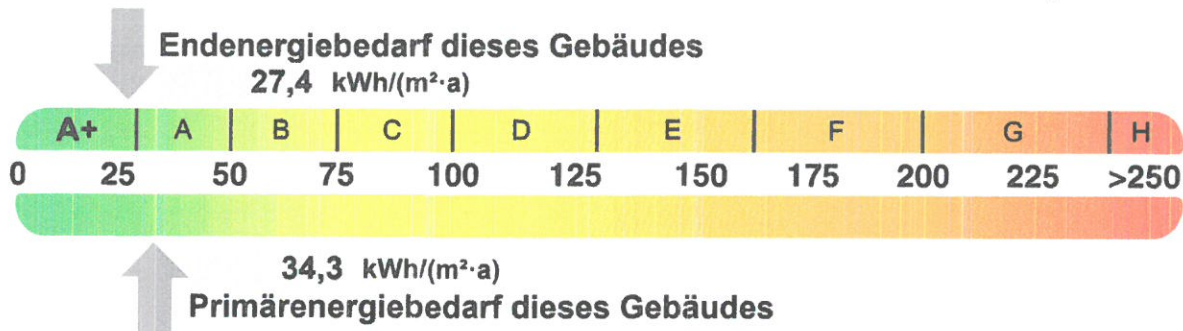 Endenergiebedarf dieses Gebäudes
27,4 kWh/(m²·a)
A+ A B C D E F G H
0 25 50 75 100 125 150 175 200 225 >250
34,3 kWh/(m²·a)
Primärenergiebedarf dieses Gebäudes